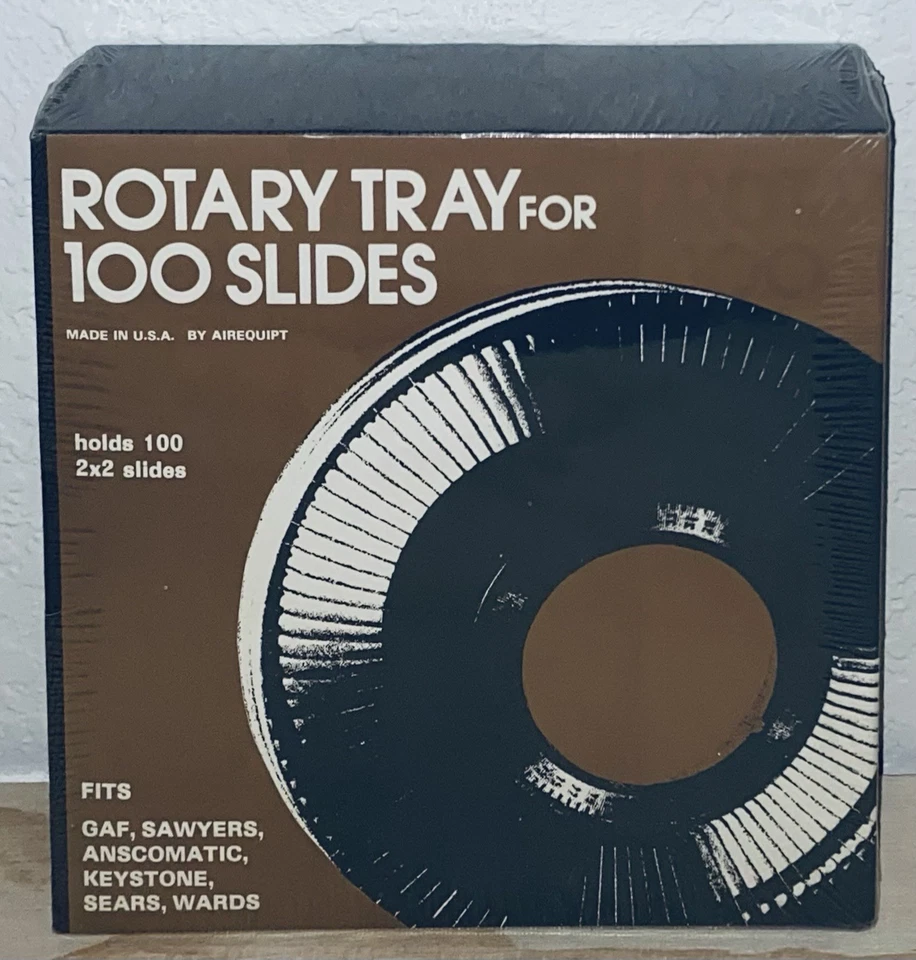 ROTARY TRAY FOR
100 SLIDES
MADE IN U.S.A. BY AIREQUIPT
holds 100
2x2 slides
FITS
GAF, SAWYERS,
ANSCOMATIC,
KEYSTONE,
SEARS, WARDS